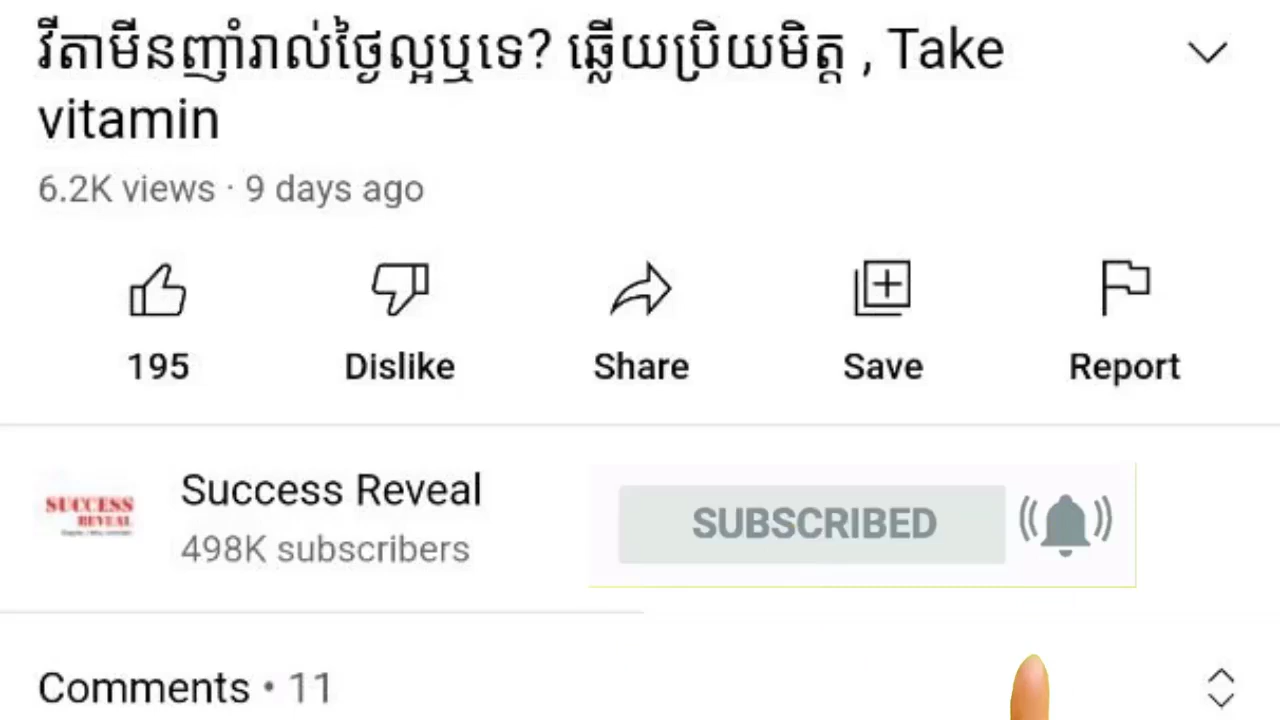 វីតាមីនញ៉ាំរាល់ថ្ងៃល្អឬទេ? ឆ្លើយប្រិយមិត្ត , Take
vitamin
6.2K views · 9 days ago
195 Dislike Share Save Report
SUCCESS
REVEAL
Success Reveal
498K subscribers
SUBSCRIBED
Comments • 11